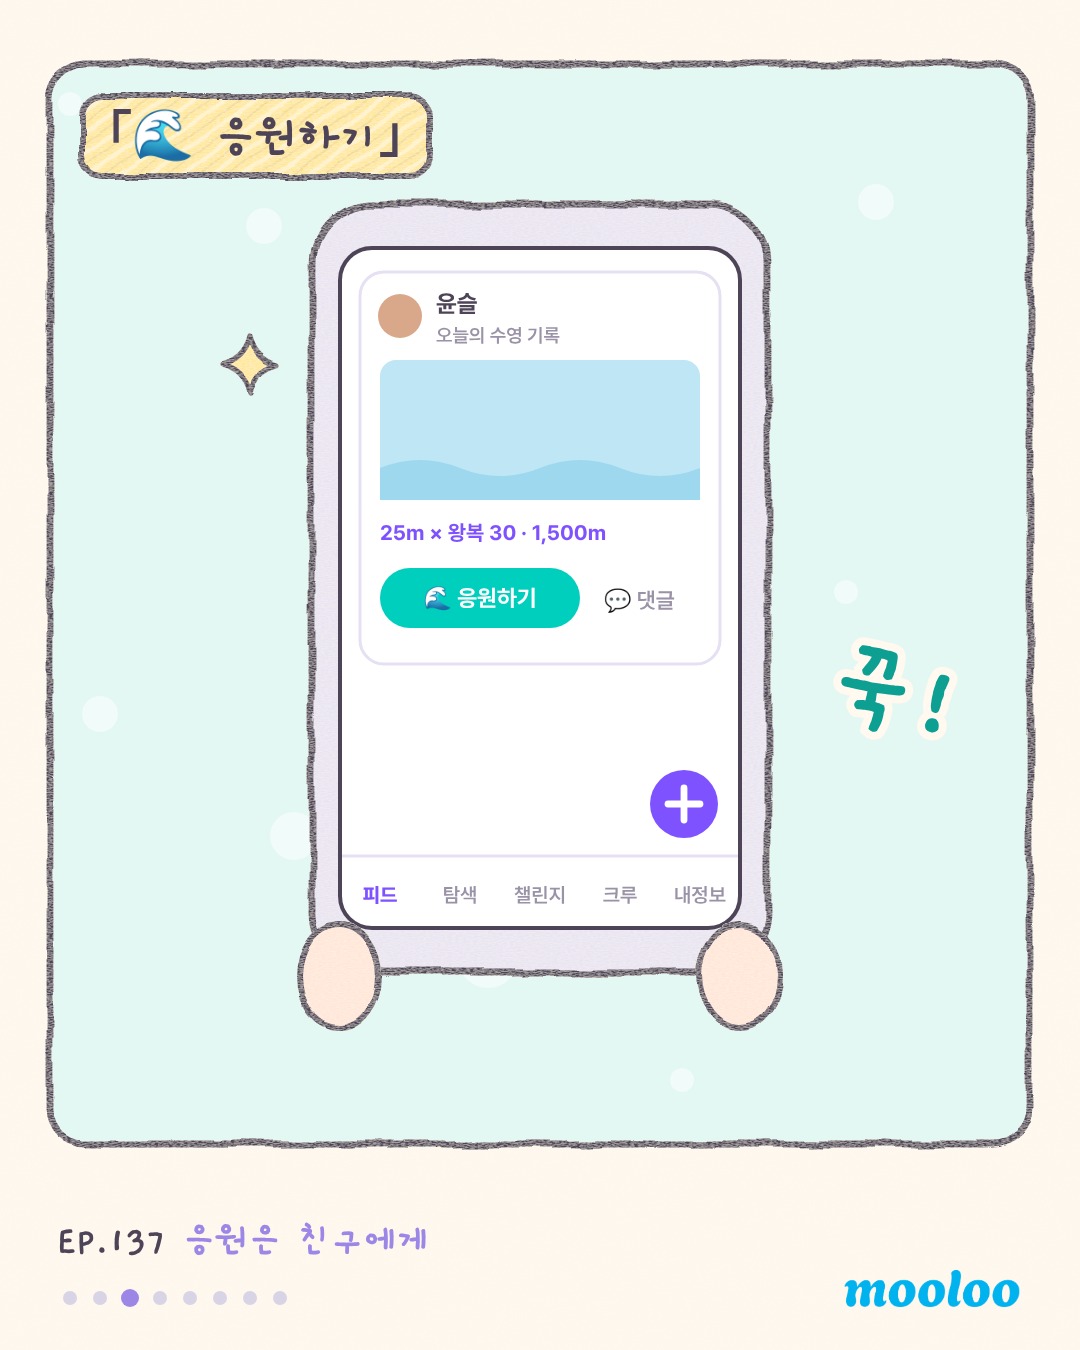 「🌊 응원하기」
윤슬
오늘의 수영 기록
25m × 왕복 30 · 1,500m
🌊 응원하기 💬 댓글
꾹!
피드 탐색 챌린지 크루 내정보
EP.137 응원은 친구에게
mooloo